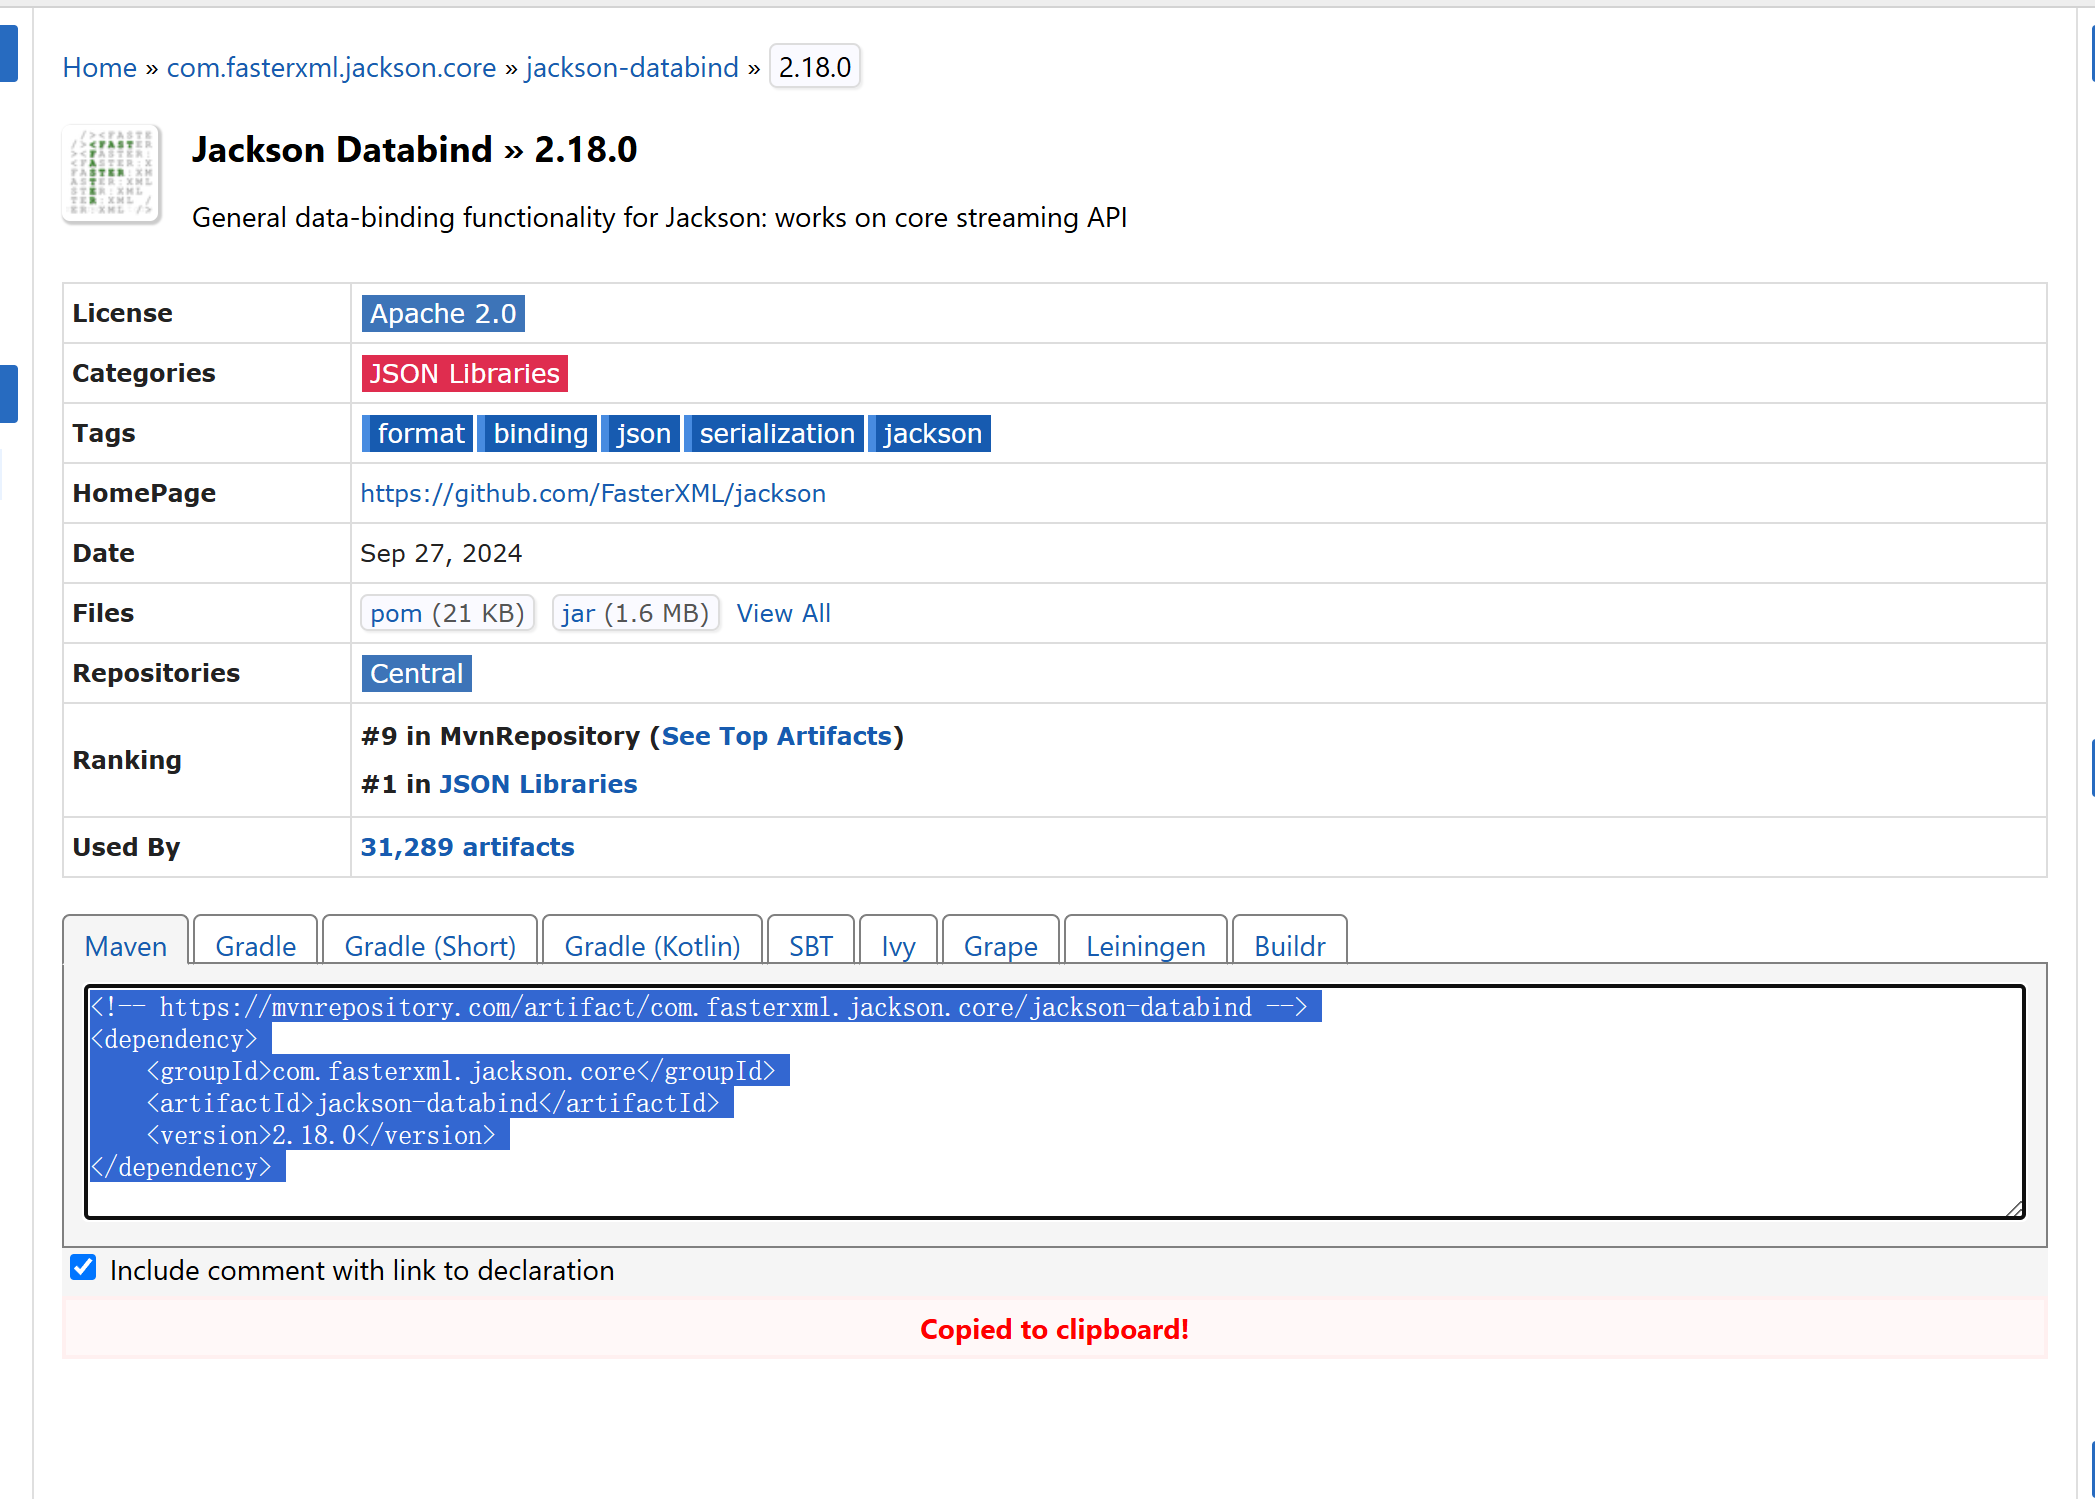 Home » com.fasterxml.jackson.core » jackson-databind » 2.18.0
Jackson Databind » 2.18.0
General data-binding functionality for Jackson: works on core streaming API
License Apache 2.0
Categories JSON Libraries
Tags format binding json serialization jackson
HomePage https://github.com/FasterXML/jackson
Date Sep 27, 2024
Files pom (21 KB) jar (1.6 MB) View All
Repositories Central
Ranking #9 in MvnRepository (See Top Artifacts)
#1 in JSON Libraries
Used By 31,289 artifacts
Maven Gradle Gradle (Short) Gradle (Kotlin) SBT Ivy Grape Leiningen Buildr
<!-- https://mvnrepository.com/artifact/com.fasterxml.jackson.core/jackson-databind -->
<dependency>
    <groupId>com.fasterxml.jackson.core</groupId>
    <artifactId>jackson-databind</artifactId>
    <version>2.18.0</version>
</dependency>
Include comment with link to declaration
Copied to clipboard!